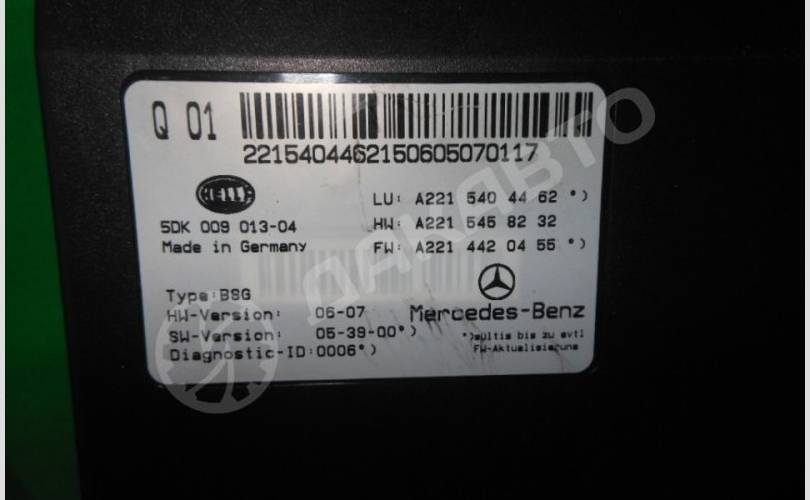 Q 01
2215404462150605070117
HELLA
LU: A221 540 44 62*)
5DK 009 013-04
HW: A221 545 82 32
Made in Germany
FW: A221 442 04 55*)
Type:BSG
HW-Version: 06-07
Mercedes-Benz
SW-Version: 05-39-00*)
*)gültig bis zu evtl
Diagnostic-ID:0006*)
FW-Aktualisierung
ДАКАВТО